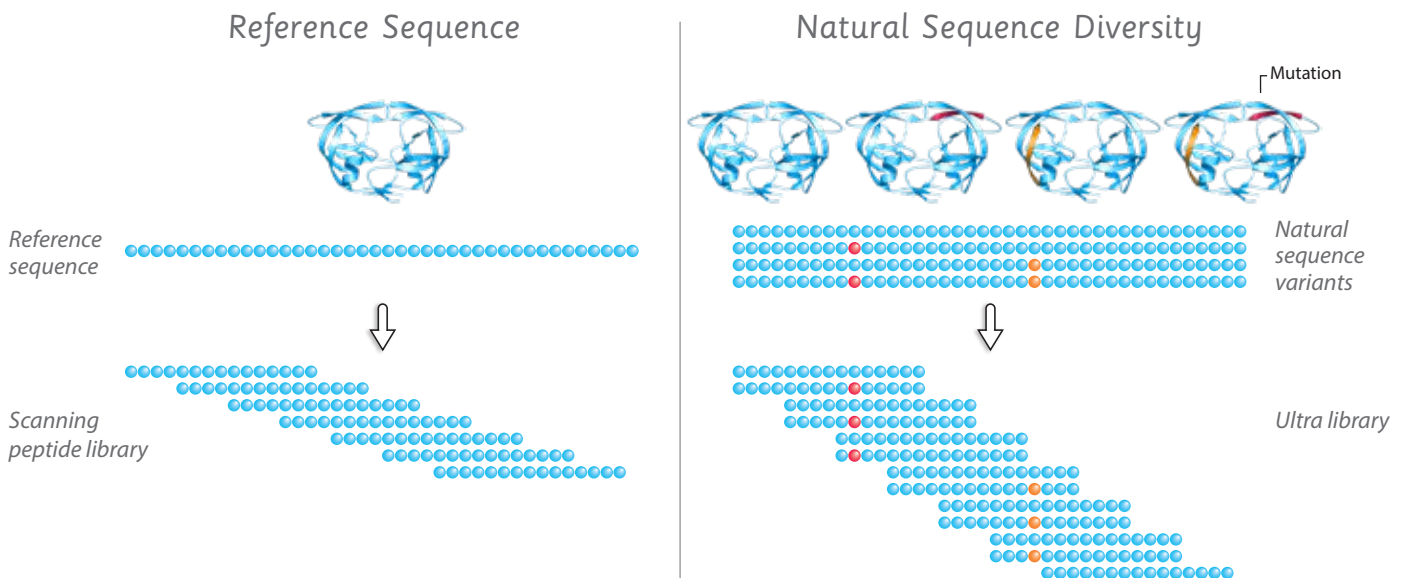 Reference Sequence
Natural Sequence Diversity
Mutation
Reference
sequence
Natural
sequence
variants
Scanning
peptide library
Ultra library